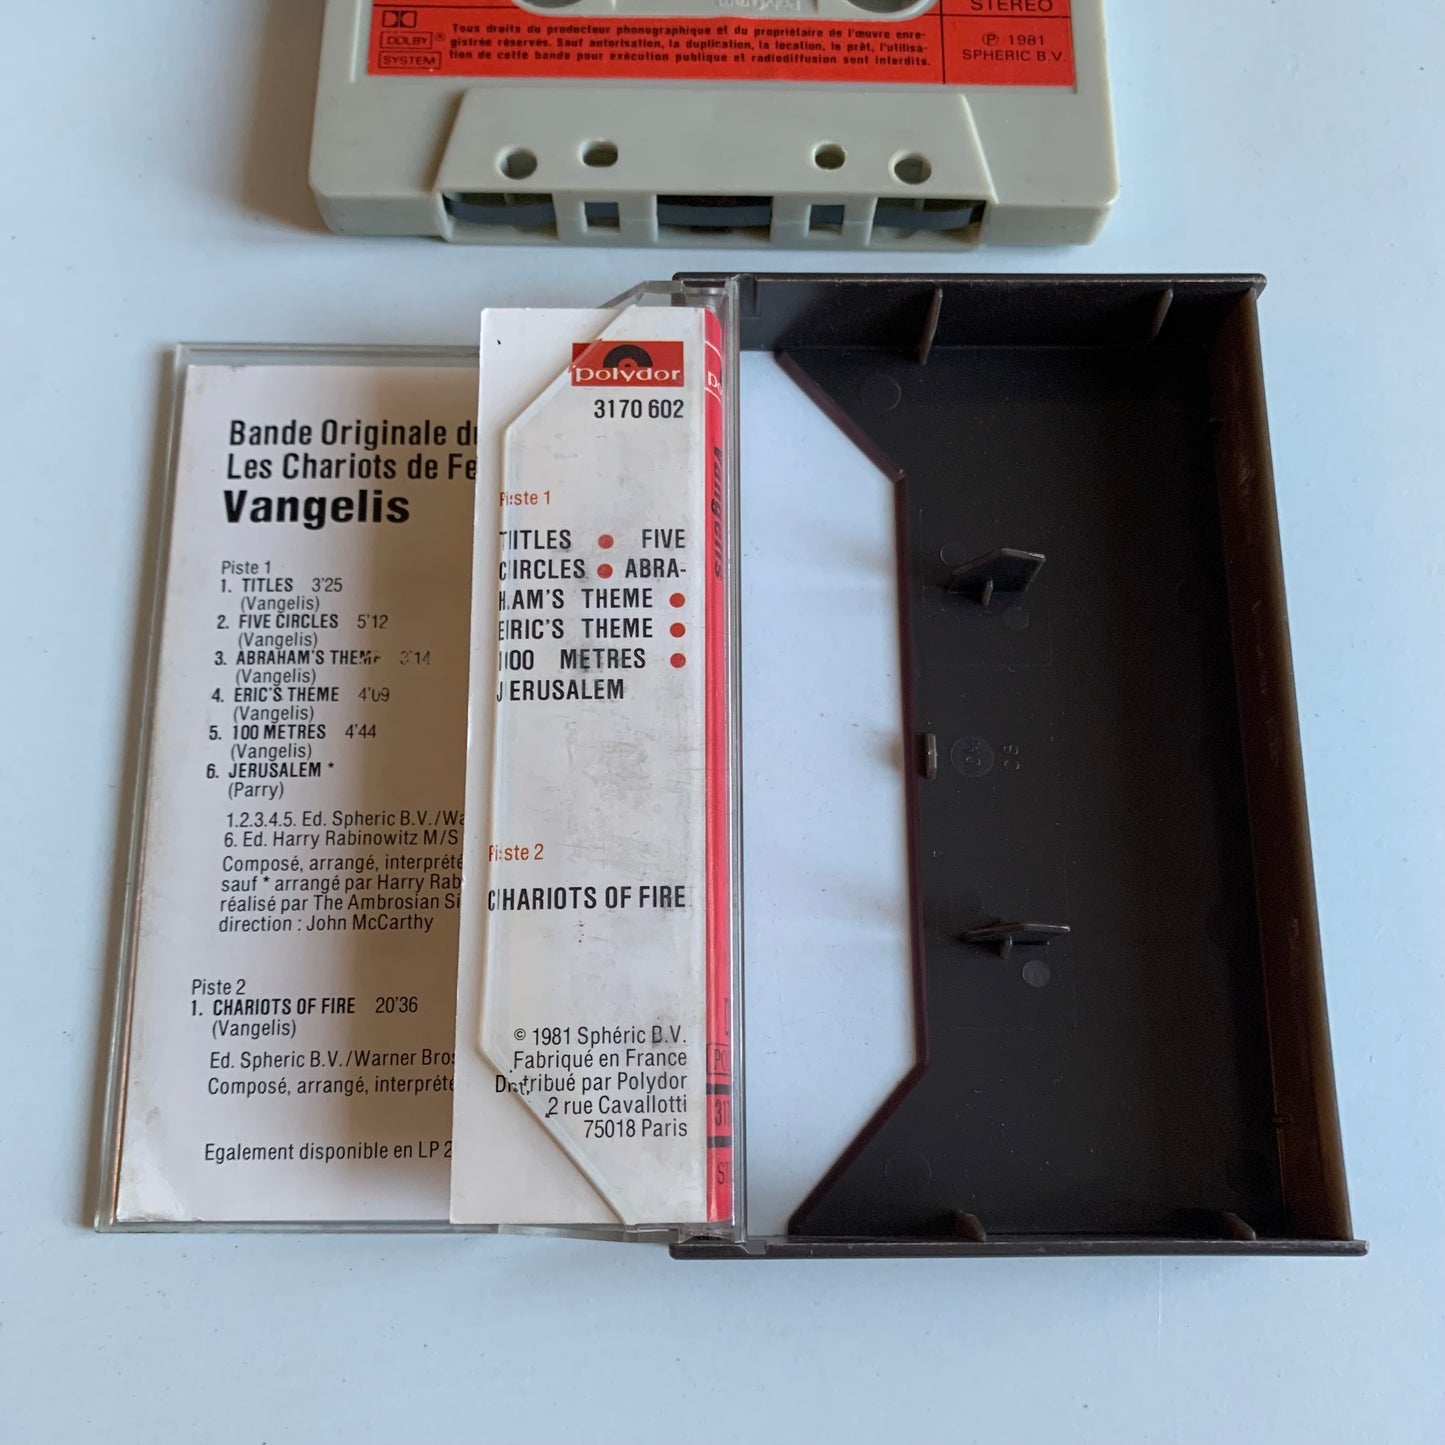 DOLBY
SYSTEM
Tous droits du producteur phonographique et du propriétaire de l'œuvre enre-
gistrée réservés. Sauf autorisation, la duplication, la location, le prêt, l'utilisa-
tion de cette bande pour exécution publique et radiodiffusion sont interdits.
STEREO
℗ 1981
SPHERIC B.V.
Bande Originale du
Les Chariots de Fe
Vangelis
Piste 1
1. TITLES 3'25
(Vangelis)
2. FIVE CIRCLES 5'12
(Vangelis)
3. ABRAHAM'S THEME 3'14
(Vangelis)
4. ERIC'S THEME 4'09
(Vangelis)
5. 100 METRES 4'44
(Vangelis)
6. JERUSALEM *
(Parry)
1.2.3.4.5. Ed. Spheric B.V./Wa
6. Ed. Harry Rabinowitz M/S
Composé, arrangé, interprété
sauf * arrangé par Harry Rab
réalisé par The Ambrosian Si
direction : John McCarthy
Piste 2
1. CHARIOTS OF FIRE 20'36
(Vangelis)
Ed. Spheric B.V./Warner Bros
Composé, arrangé, interprété
Egalement disponible en LP 2
polydor
3170 602
Piste 1
TITLES • FIVE
CIRCLES • ABRA-
HAM'S THEME •
ERIC'S THEME •
100 METRES •
JERUSALEM
Piste 2
CHARIOTS OF FIRE
© 1981 Sphéric B.V.
Fabriqué en France
Distribué par Polydor
2 rue Cavallotti
75018 Paris
Vangelis